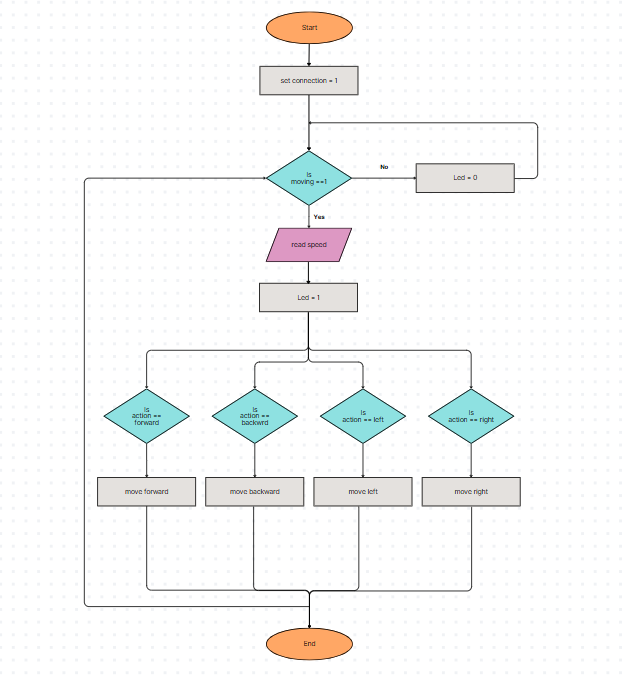 Start
set connection = 1
Is
moving ==1
No
Led = 0
Yes
read speed
Led = 1
Is
action ==
forward
Is
action ==
backwrd
Is
action == left
Is
action == right
move forward
move backward
move left
move right
End